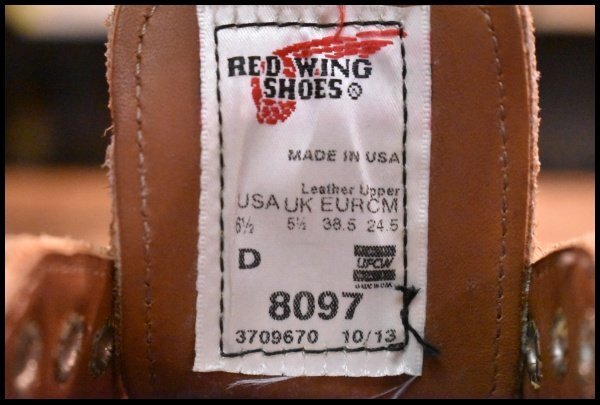 RED WING
SHOES
MADE IN USA
Leather Upper
USA UK EUR CM
6½ 5½ 38.5 24.5
D
UFCW
8097
3709670 10/13